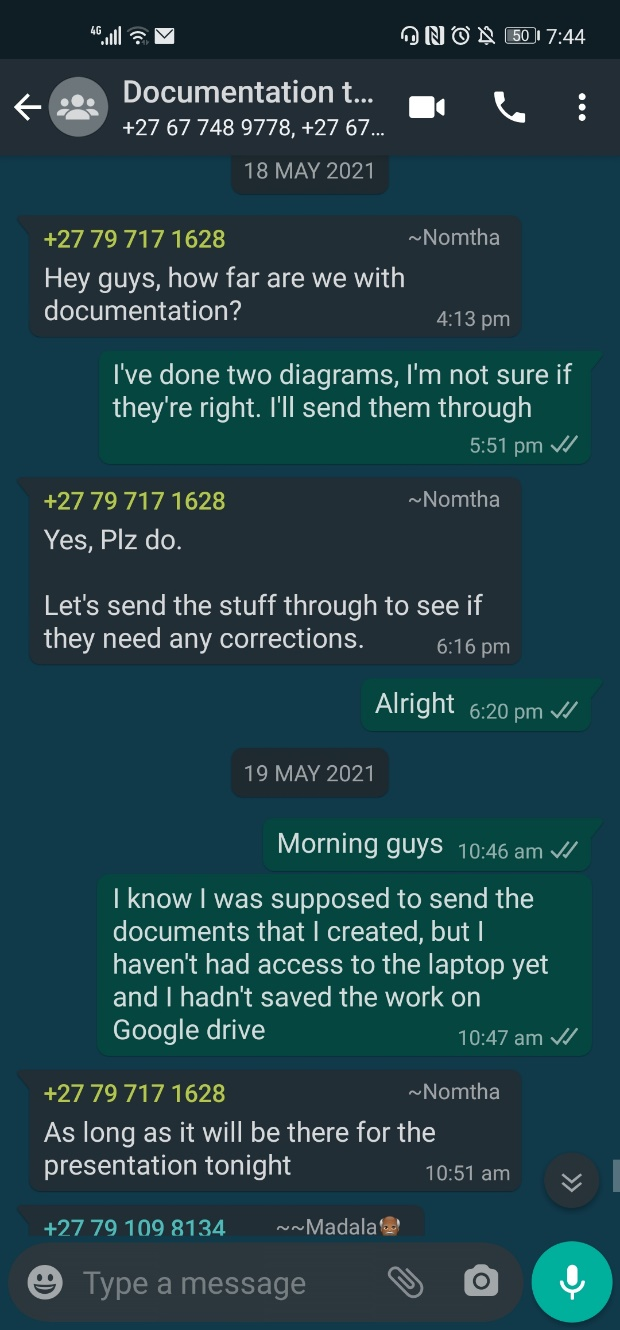 4G 50 7:44
Documentation t...
+27 67 748 9778, +27 67...
18 MAY 2021
+27 79 717 1628 ~Nomtha
Hey guys, how far are we with
documentation? 4:13 pm
I've done two diagrams, I'm not sure if
they're right. I'll send them through
5:51 pm
+27 79 717 1628 ~Nomtha
Yes, Plz do.
Let's send the stuff through to see if
they need any corrections. 6:16 pm
Alright 6:20 pm
19 MAY 2021
Morning guys 10:46 am
I know I was supposed to send the
documents that I created, but I
haven't had access to the laptop yet
and I hadn't saved the work on
Google drive 10:47 am
+27 79 717 1628 ~Nomtha
As long as it will be there for the
presentation tonight 10:51 am
+27 79 109 8134 ~~Madala👨🏾‍🦲
Type a message